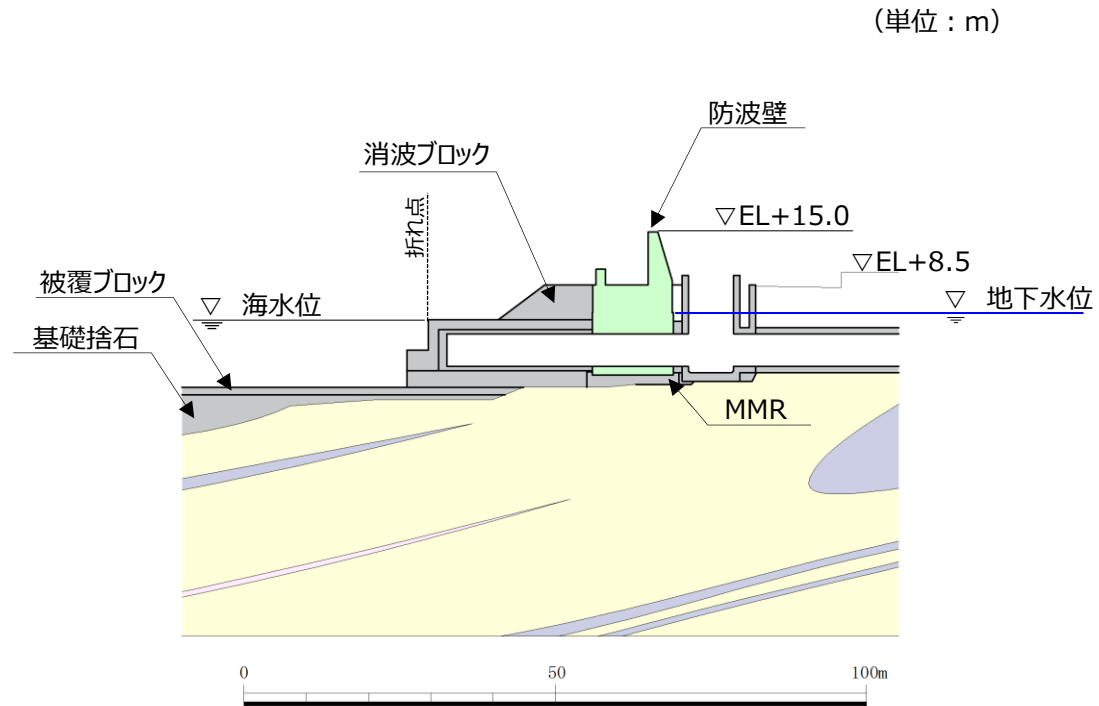 （単位：m）
防波壁
消波ブロック
折れ点
▽EL+15.0
▽EL+8.5
被覆ブロック
▽ 海水位
▽ 地下水位
基礎捨石
MMR
0 50 100m